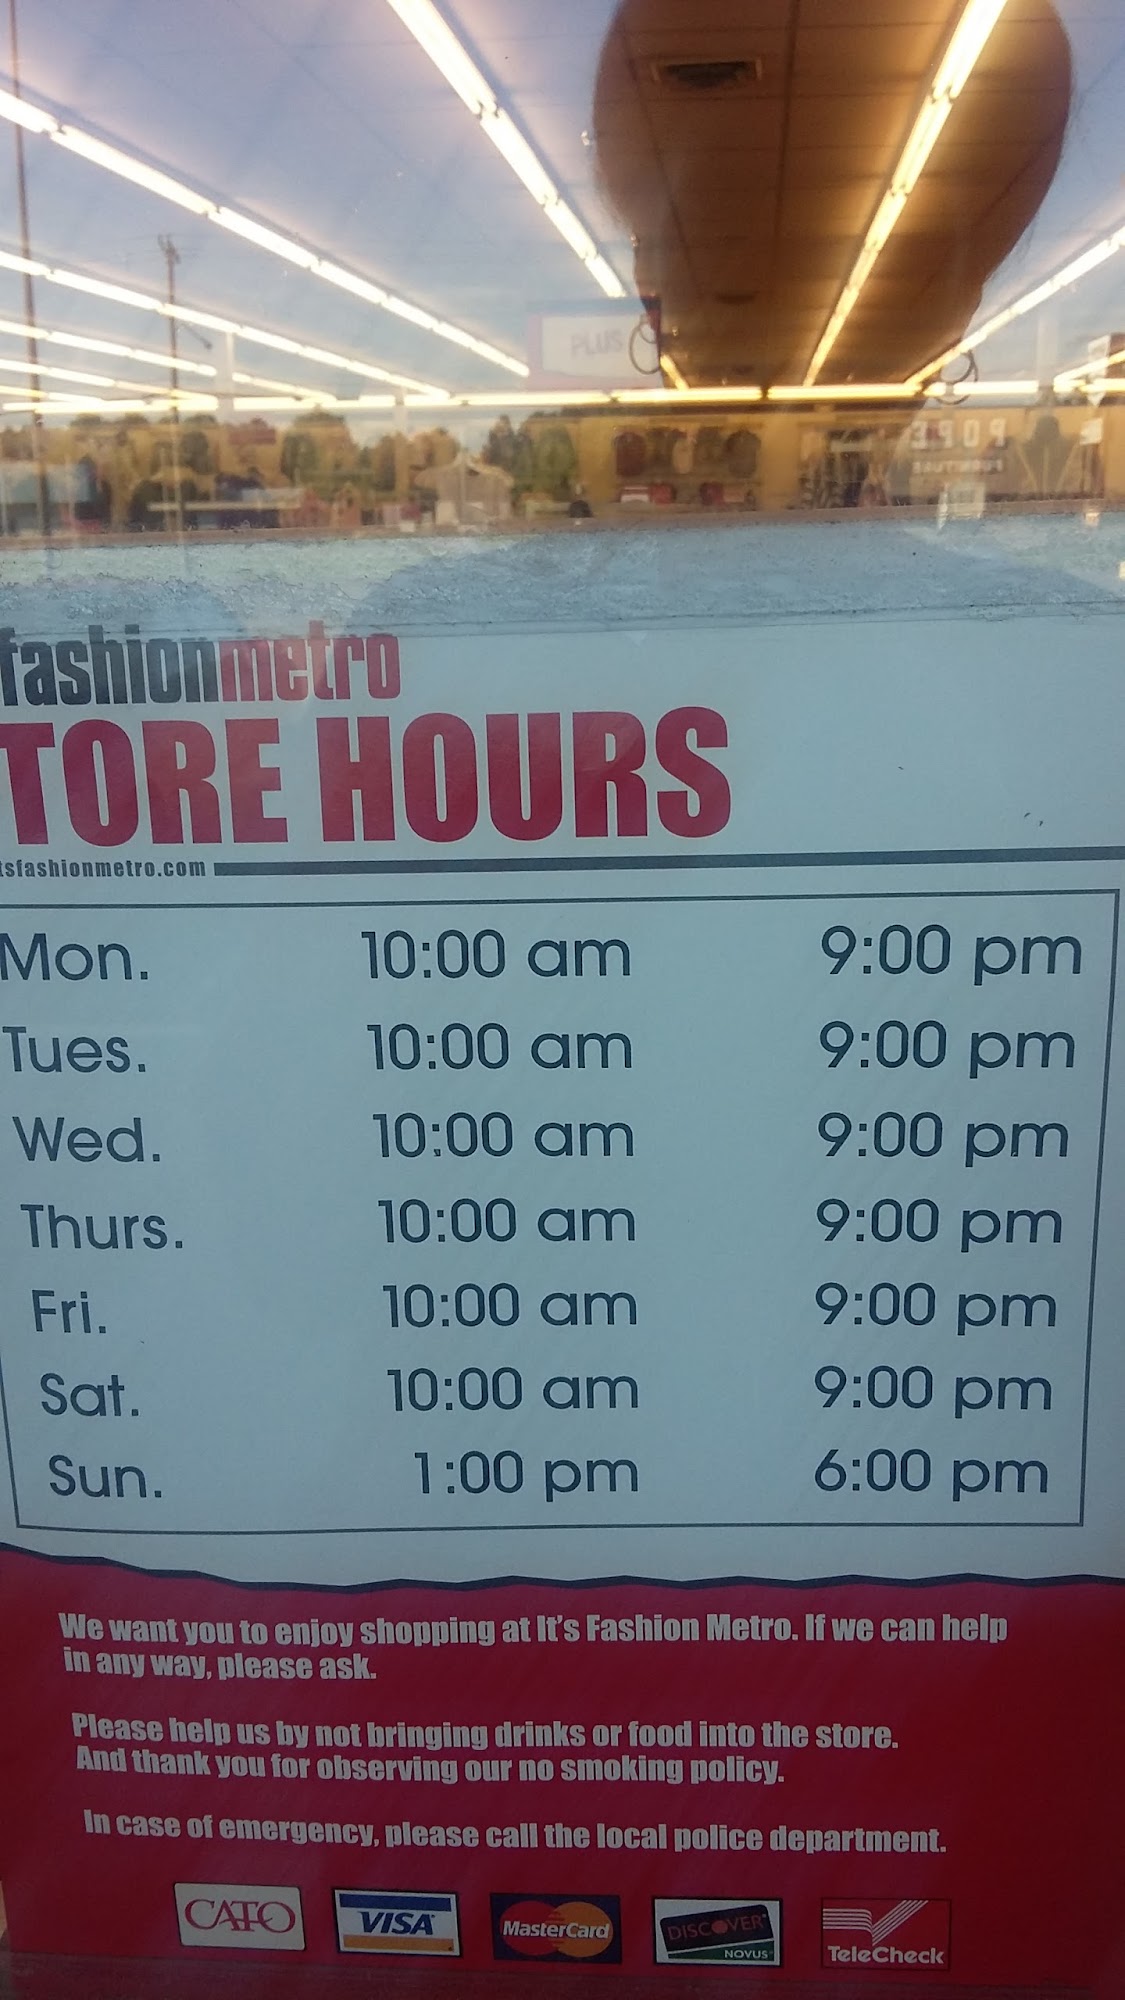 PLUS
POPE
FURNITURE
fashionmetro
TORE HOURS
tsfashionmetro.com
Mon. 10:00 am 9:00 pm
Tues. 10:00 am 9:00 pm
Wed. 10:00 am 9:00 pm
Thurs. 10:00 am 9:00 pm
Fri. 10:00 am 9:00 pm
Sat. 10:00 am 9:00 pm
Sun. 1:00 pm 6:00 pm
We want you to enjoy shopping at It's Fashion Metro. If we can help
in any way, please ask.
Please help us by not bringing drinks or food into the store.
And thank you for observing our no smoking policy.
In case of emergency, please call the local police department.
CATO VISA MasterCard DISCOVER NOVUS TeleCheck